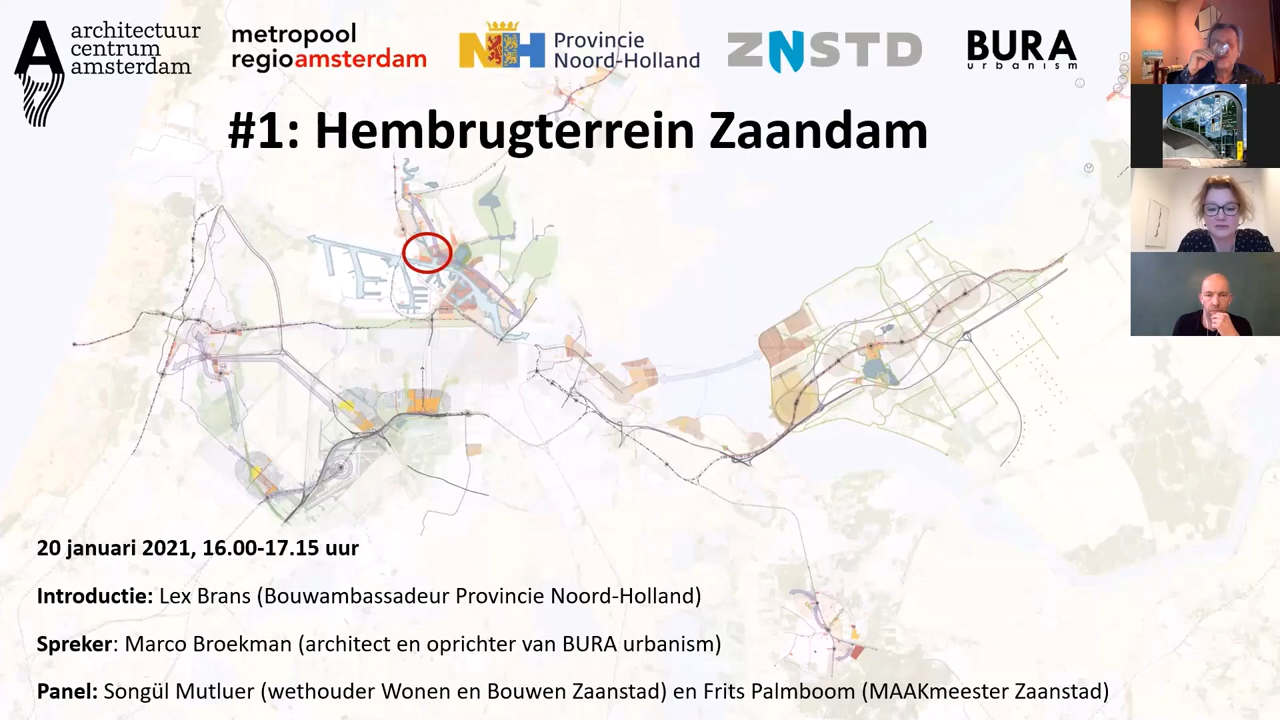 architectuur
centrum
amsterdam
metropool
regioamsterdam
NH
Provincie
Noord-Holland
ZNSTD
BURA
urbanism
#1: Hembrugterrein Zaandam
20 januari 2021, 16.00-17.15 uur
Introductie: Lex Brans (Bouwambassadeur Provincie Noord-Holland)
Spreker: Marco Broekman (architect en oprichter van BURA urbanism)
Panel: Songül Mutluer (wethouder Wonen en Bouwen Zaanstad) en Frits Palmboom (MAAKmeester Zaanstad)